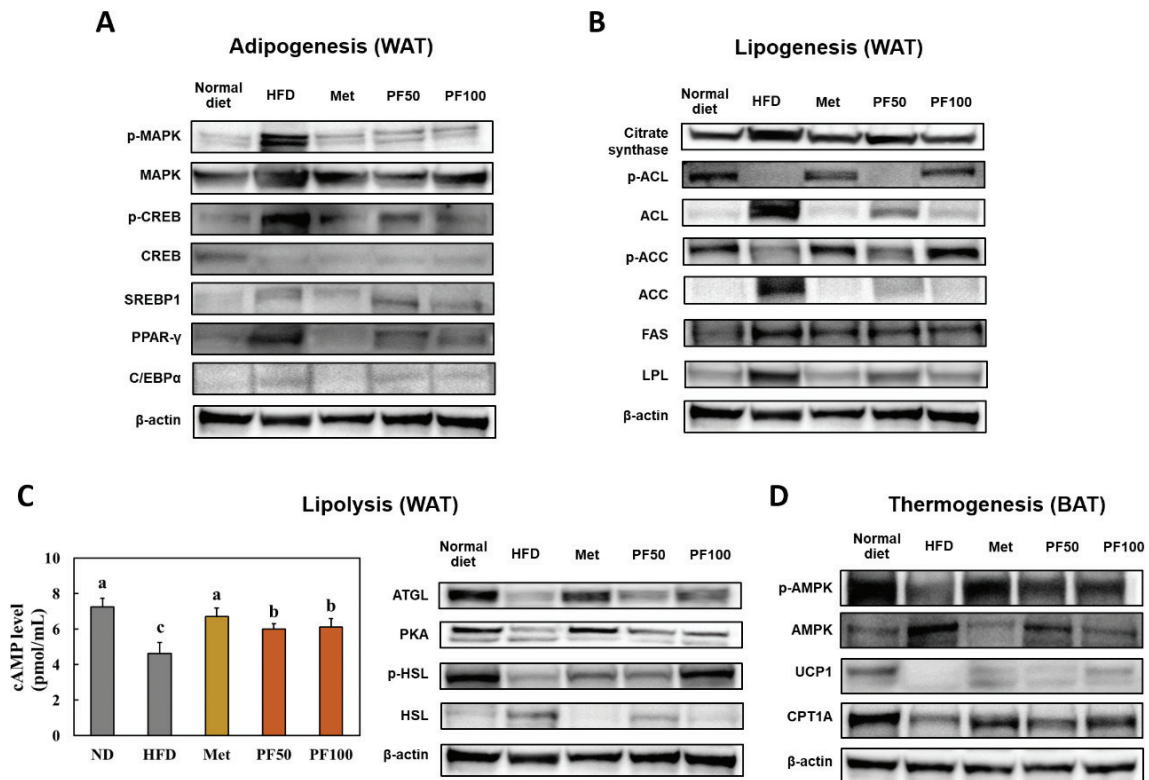 A
Adipogenesis (WAT)
Normal
diet
HFD
Met
PF50
PF100
p-MAPK
MAPK
p-CREB
CREB
SREBP1
PPAR-γ
C/EBPα
β-actin
B
Lipogenesis (WAT)
Normal
diet
HFD
Met
PF50
PF100
Citrate
synthase
p-ACL
ACL
p-ACC
ACC
FAS
LPL
β-actin
C
Lipolysis (WAT)
cAMP level
(pmol/mL)
10
8
6
4
2
0
a
c
a
b
b
ND
HFD
Met
PF50
PF100
Normal
diet
HFD
Met
PF50
PF100
ATGL
PKA
p-HSL
HSL
β-actin
D
Thermogenesis (BAT)
Normal
diet
HFD
Met
PF50
PF100
p-AMPK
AMPK
UCP1
CPT1A
β-actin